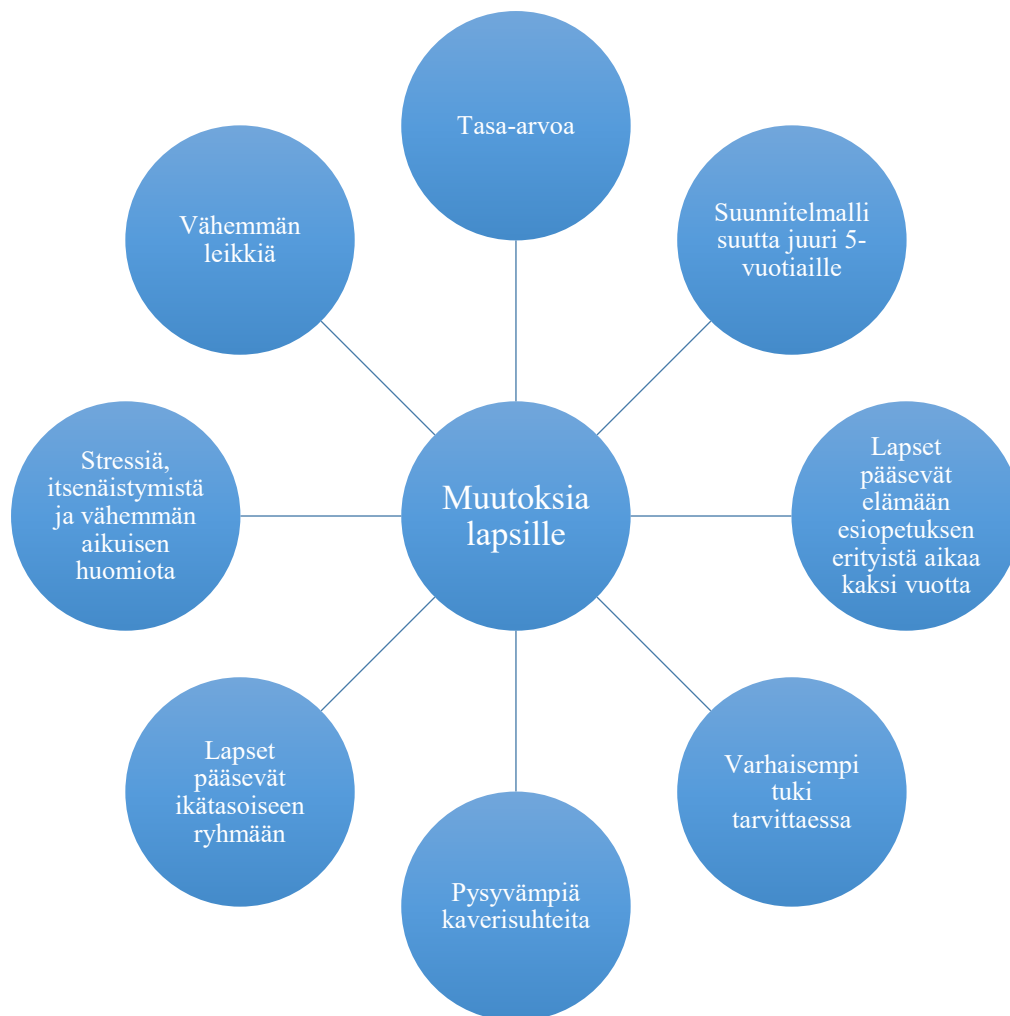 Tasa-arvoa
Suunnitelmalli
suutta juuri 5-
vuotiaille
Lapset
pääsevät
elämään
esiopetuksen
erityistä aikaa
kaksi vuotta
Varhaisempi
tuki
tarvittaessa
Pysyvämpiä
kaverisuhteita
Lapset
pääsevät
ikätasoiseen
ryhmään
Stressiä,
itsenäistymistä
ja vähemmän
aikuisen
huomiota
Vähemmän
leikkiä
Muutoksia
lapsille